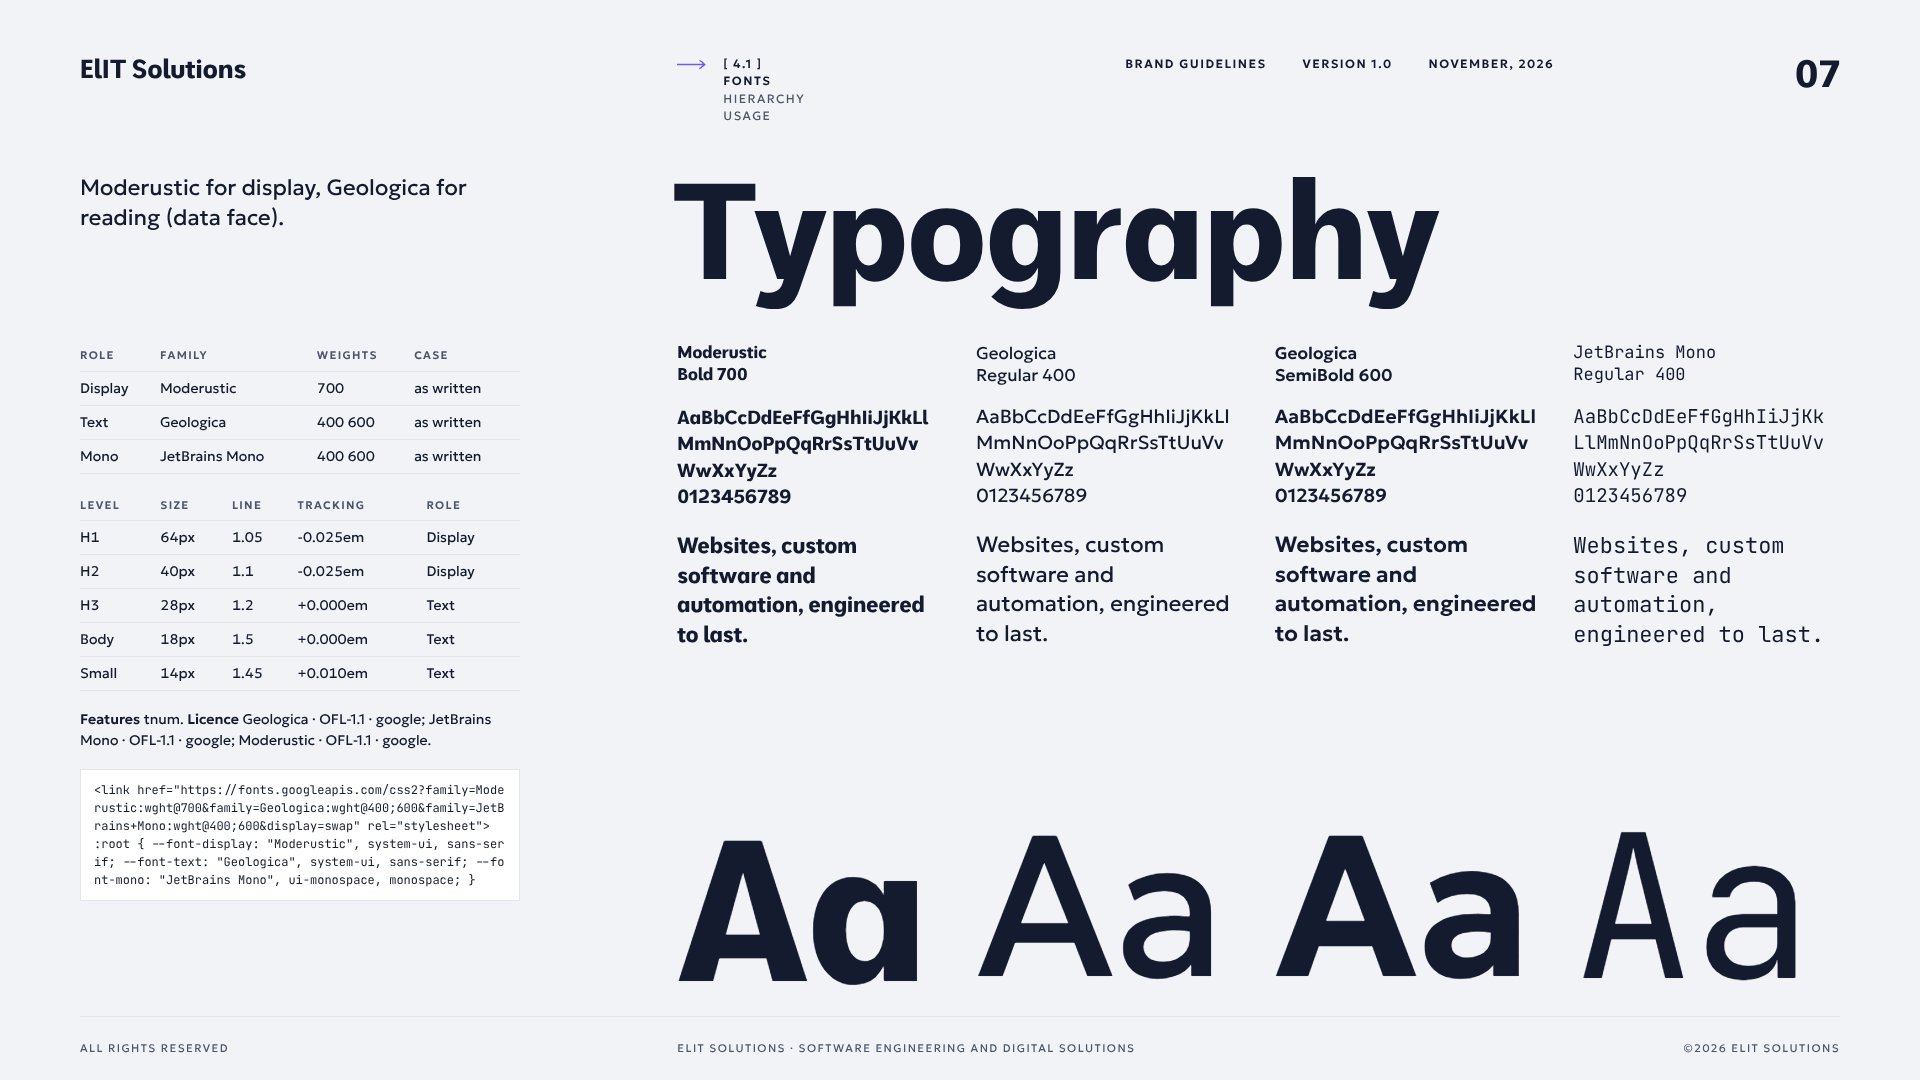 ElIT Solutions
[ 4.1 ]
FONTS
HIERARCHY
USAGE
BRAND GUIDELINES VERSION 1.0 NOVEMBER, 2026
07
Moderustic for display, Geologica for
reading (data face).
Typography
ROLE FAMILY WEIGHTS CASE
Display Moderustic 700 as written
Text Geologica 400 600 as written
Mono JetBrains Mono 400 600 as written
LEVEL SIZE LINE TRACKING ROLE
H1 64px 1.05 -0.025em Display
H2 40px 1.1 -0.025em Display
H3 28px 1.2 +0.000em Text
Body 18px 1.5 +0.000em Text
Small 14px 1.45 +0.010em Text
Features tnum. Licence Geologica · OFL-1.1 · google; JetBrains
Mono · OFL-1.1 · google; Moderustic · OFL-1.1 · google.
<link href="https://fonts.googleapis.com/css2?family=Mode
rustic:wght@700&family=Geologica:wght@400;600&family=JetB
rains+Mono:wght@400;600&display=swap" rel="stylesheet">
:root { --font-display: "Moderustic", system-ui, sans-ser
if; --font-text: "Geologica", system-ui, sans-serif; --fo
nt-mono: "JetBrains Mono", ui-monospace, monospace; }
Moderustic
Bold 700
AaBbCcDdEeFfGgHhIiJjKkLl
MmNnOoPpQqRrSsTtUuVv
WwXxYyZz
0123456789
Websites, custom
software and
automation, engineered
to last.
Aa
Geologica
Regular 400
AaBbCcDdEeFfGgHhIiJjKkLl
MmNnOoPpQqRrSsTtUuVv
WwXxYyZz
0123456789
Websites, custom
software and
automation, engineered
to last.
Aa
Geologica
SemiBold 600
AaBbCcDdEeFfGgHhIiJjKkLl
MmNnOoPpQqRrSsTtUuVv
WwXxYyZz
0123456789
Websites, custom
software and
automation, engineered
to last.
Aa
JetBrains Mono
Regular 400
AaBbCcDdEeFfGgHhIiJjKk
LlMmNnOoPpQqRrSsTtUuVv
WwXxYyZz
0123456789
Websites, custom
software and
automation,
engineered to last.
Aa
ALL RIGHTS RESERVED
ELIT SOLUTIONS · SOFTWARE ENGINEERING AND DIGITAL SOLUTIONS
©2026 ELIT SOLUTIONS